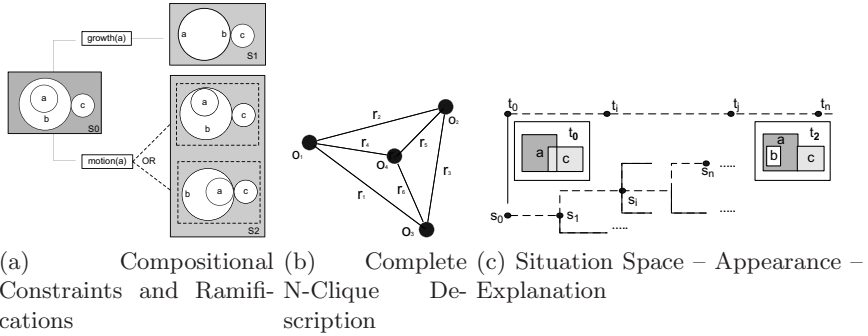 growth(a)
a b c
S1
a
b
c
S0
motion(a)
OR
a
b
c
b a c
S2
r₂
O₂
O₁
r₄
r₅
O₄
r₃
r₁
r₆
O₃
t₀ tᵢ tⱼ tₙ
t₀
a c
t₂
a
b c
sₙ .....
s₀ s₁ sᵢ
.....
.....
(a) Compositional
Constraints and Ramifi-
cations
(b) Complete
N-Clique De-
scription
(c) Situation Space – Appearance –
Explanation